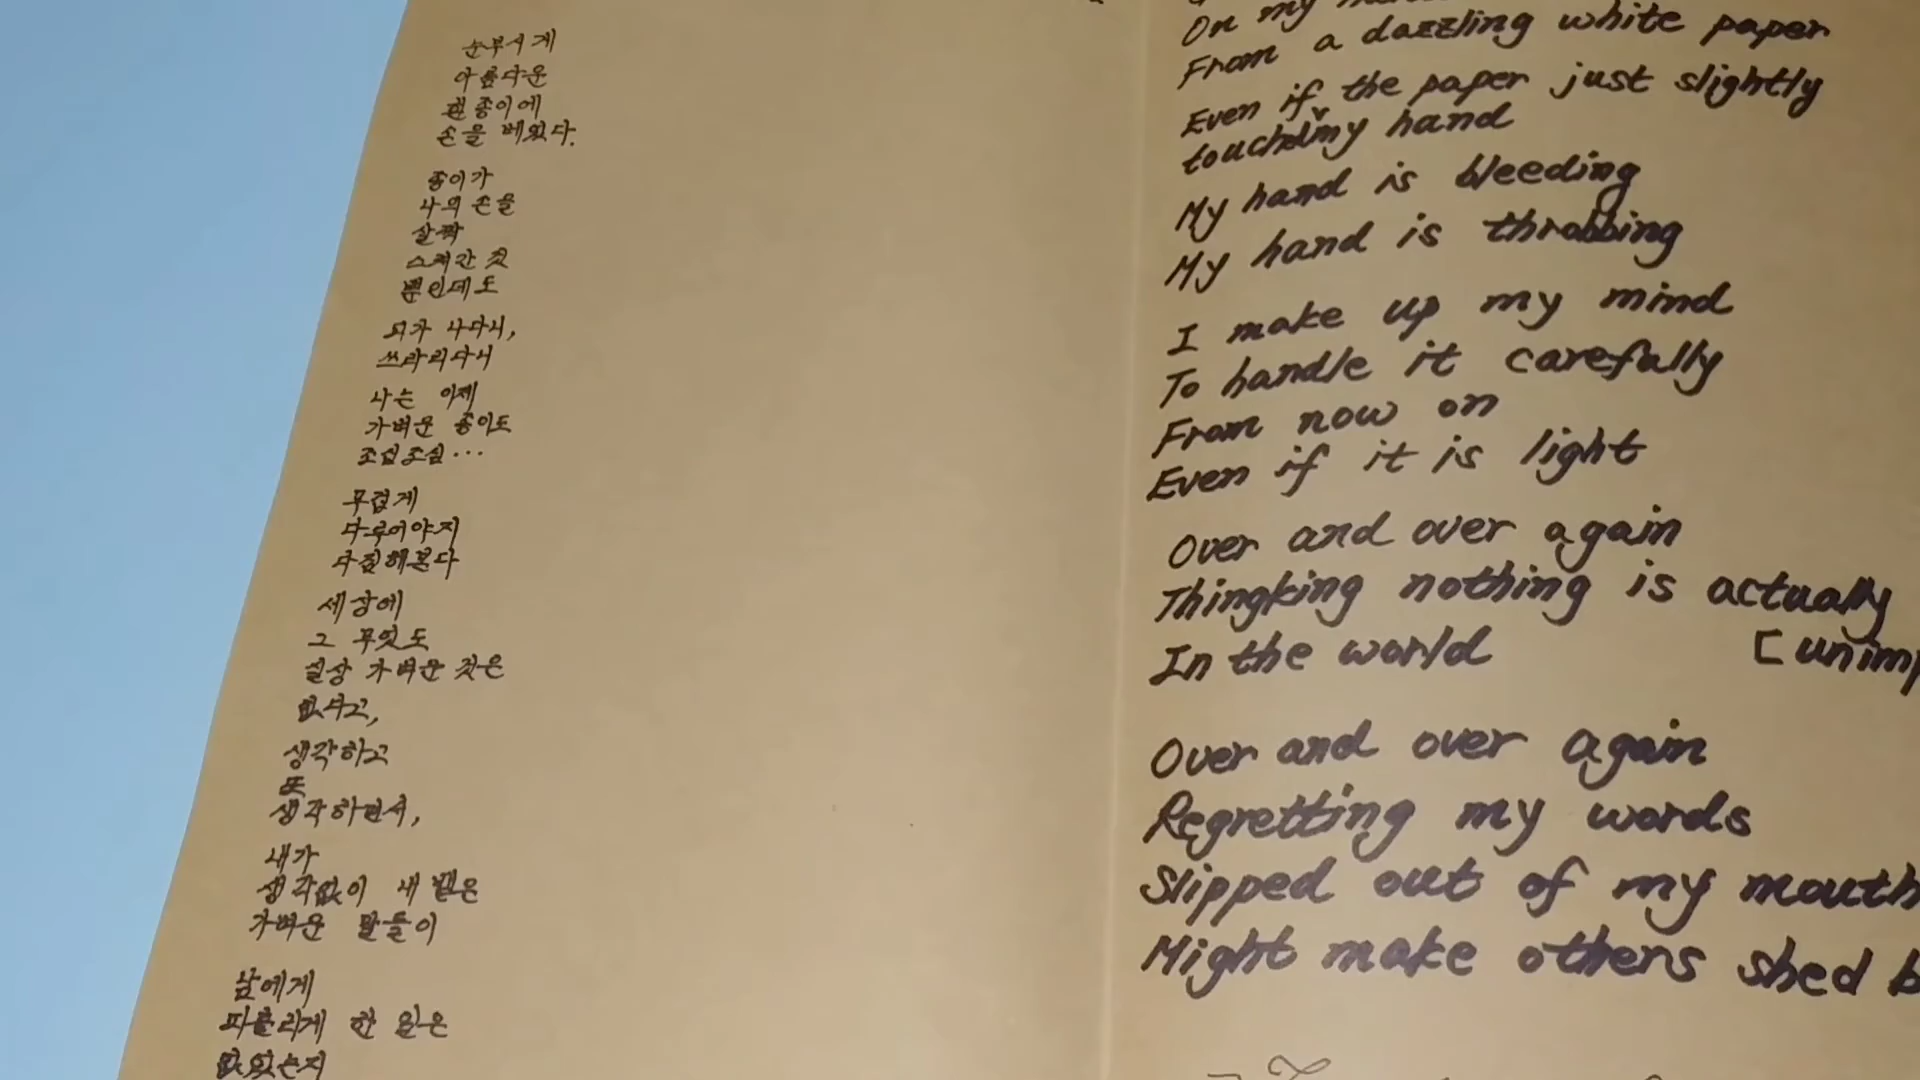 눈부시게
아름다운
흰 종이에
손을 베었다.
종이가
나의 손을
살짝
스쳐간 것
뿐인데도
피가 나다니,
쓰라리다니
나는 이제
가벼운 종이도
조심조심...
무겁게
다루어야지
다짐해본다
세상에
그 무엇도
실상 가벼운 것은
없다고,
생각하고
또
생각하면서,
내가
생각없이 내 뱉은
가벼운 말들이
남에게
피흘리게 한 일은
없었는지
On my
From a dazzling white paper
Even if the paper just slightly
touched my hand
My hand is bleeding
My hand is throbbing
I make up my mind
To handle it carefully
From now on
Even if it is light
Over and over again
Thingking nothing is actually
In the world [unimp
Over and over again
Regretting my words
Slipped out of my mouth
Might make others shed b